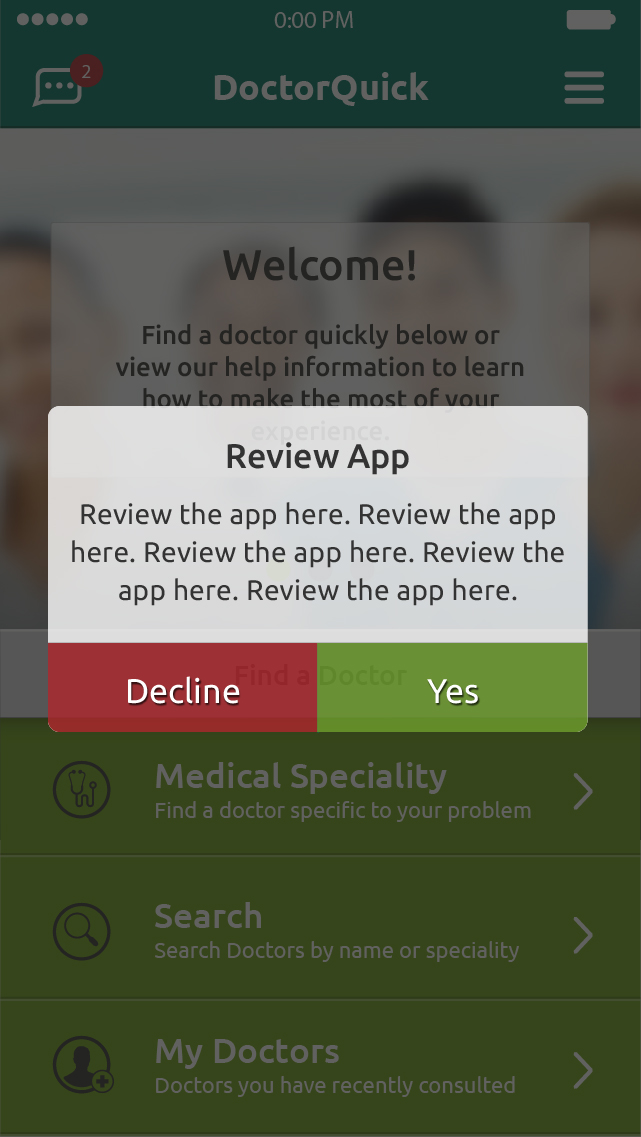 0:00 PM
2
DoctorQuick
Welcome!
Find a doctor quickly below or
view our help information to learn
how to make the most of your
experience.
Review App
Review the app here. Review the app
here. Review the app here. Review the
app here. Review the app here.
Find a Doctor
Decline
Yes
Medical Speciality
Find a doctor specific to your problem
Search
Search Doctors by name or speciality
My Doctors
Doctors you have recently consulted